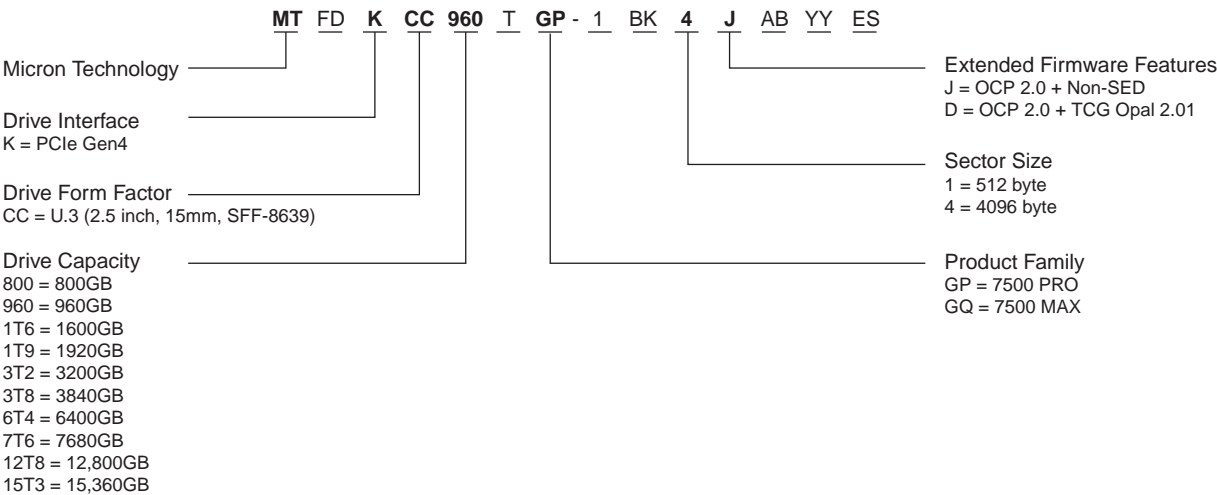 MT FD K CC 960 T GP - 1 BK 4 J AB YY ES
Micron Technology
Drive Interface
K = PCIe Gen4
Drive Form Factor
CC = U.3 (2.5 inch, 15mm, SFF-8639)
Drive Capacity
800 = 800GB
960 = 960GB
1T6 = 1600GB
1T9 = 1920GB
3T2 = 3200GB
3T8 = 3840GB
6T4 = 6400GB
7T6 = 7680GB
12T8 = 12,800GB
15T3 = 15,360GB
Extended Firmware Features
J = OCP 2.0 + Non-SED
D = OCP 2.0 + TCG Opal 2.01
Sector Size
1 = 512 byte
4 = 4096 byte
Product Family
GP = 7500 PRO
GQ = 7500 MAX